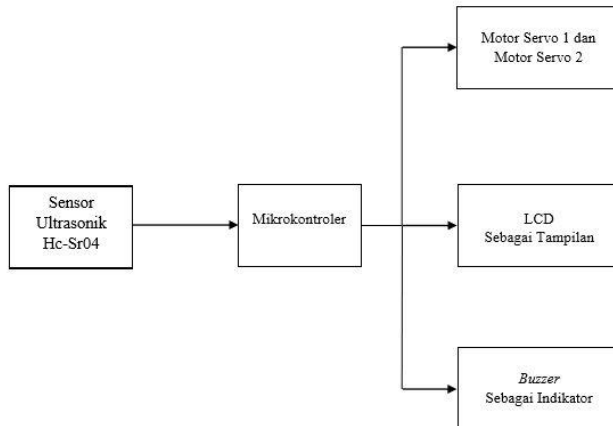 Motor Servo 1 dan
Motor Servo 2
Sensor
Ultrasonik
Hc-Sr04
Mikrokontroler
LCD
Sebagai Tampilan
Buzzer
Sebagai Indikator